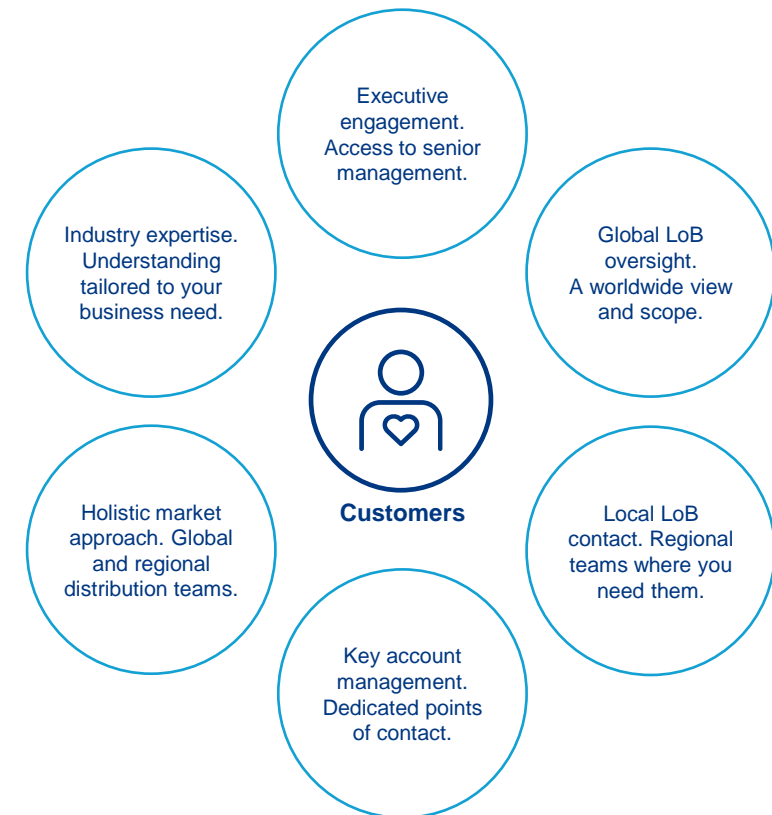 Executive
engagement.
Access to senior
management.
Industry expertise.
Understanding
tailored to your
business need.
Global LoB
oversight.
A worldwide view
and scope.
Customers
Holistic market
approach. Global
and regional
distribution teams.
Local LoB
contact. Regional
teams where you
need them.
Key account
management.
Dedicated points
of contact.